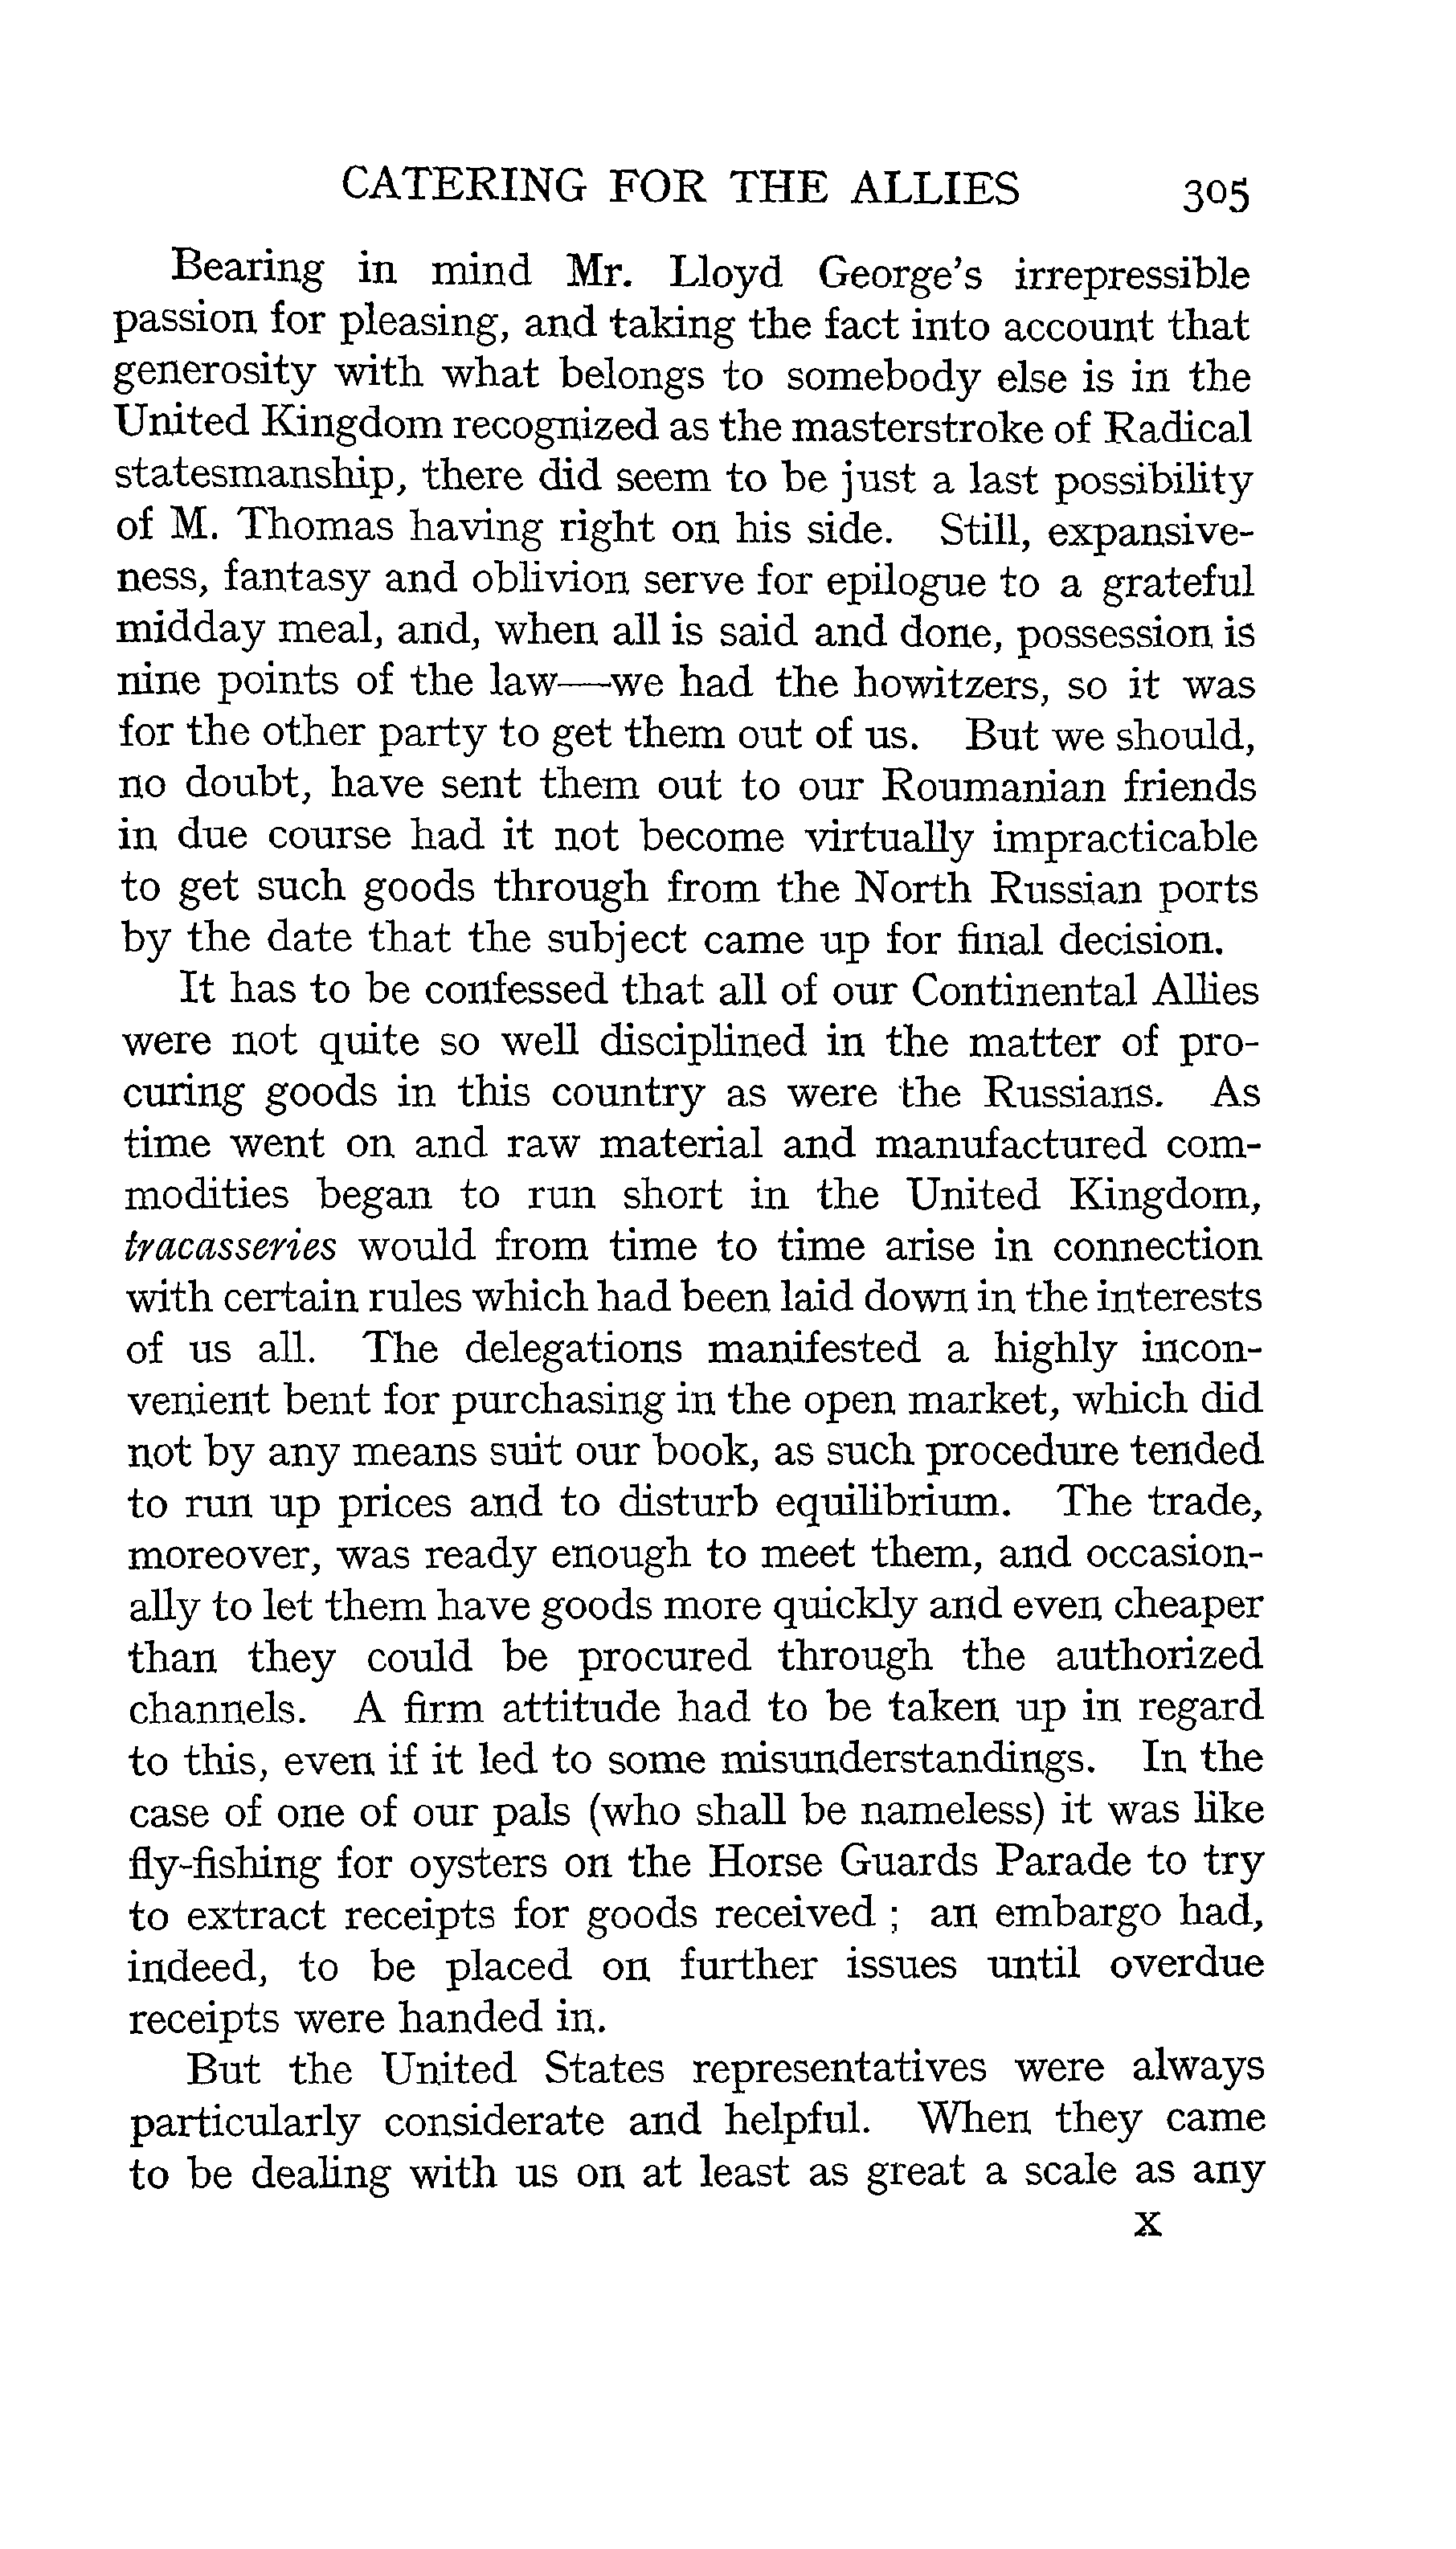 CATERING FOR THE ALLIES 305
Bearing in mind Mr. Lloyd George's irrepressible
passion for pleasing, and taking the fact into account that
generosity with what belongs to somebody else is in the
United Kingdom recognized as the masterstroke of Radical
statesmanship, there did seem to be just a last possibility
of M. Thomas having right on his side. Still, expansive-
ness, fantasy and oblivion serve for epilogue to a grateful
midday meal, and, when all is said and done, possession is
nine points of the law—we had the howitzers, so it was
for the other party to get them out of us. But we should,
no doubt, have sent them out to our Roumanian friends
in due course had it not become virtually impracticable
to get such goods through from the North Russian ports
by the date that the subject came up for final decision.
It has to be confessed that all of our Continental Allies
were not quite so well disciplined in the matter of pro-
curing goods in this country as were the Russians. As
time went on and raw material and manufactured com-
modities began to run short in the United Kingdom,
tracasseries would from time to time arise in connection
with certain rules which had been laid down in the interests
of us all. The delegations manifested a highly incon-
venient bent for purchasing in the open market, which did
not by any means suit our book, as such procedure tended
to run up prices and to disturb equilibrium. The trade,
moreover, was ready enough to meet them, and occasion-
ally to let them have goods more quickly and even cheaper
than they could be procured through the authorized
channels. A firm attitude had to be taken up in regard
to this, even if it led to some misunderstandings. In the
case of one of our pals (who shall be nameless) it was like
fly-fishing for oysters on the Horse Guards Parade to try
to extract receipts for goods received ; an embargo had,
indeed, to be placed on further issues until overdue
receipts were handed in.
But the United States representatives were always
particularly considerate and helpful. When they came
to be dealing with us on at least as great a scale as any
X